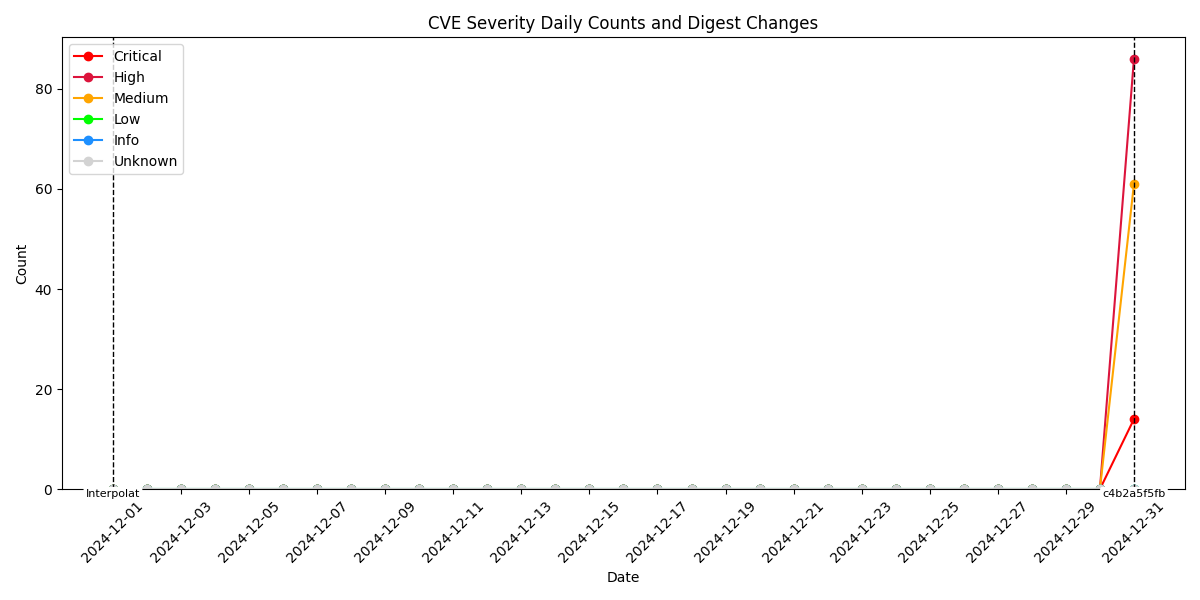 CVE Severity Daily Counts and Digest Changes
Critical
High
Medium
Low
Info
Unknown
Count
80
60
40
20
0
Interpolat
c4b2a5f5fb
2024-12-01
2024-12-03
2024-12-05
2024-12-07
2024-12-09
2024-12-11
2024-12-13
2024-12-15
2024-12-17
2024-12-19
2024-12-21
2024-12-23
2024-12-25
2024-12-27
2024-12-29
2024-12-31
Date